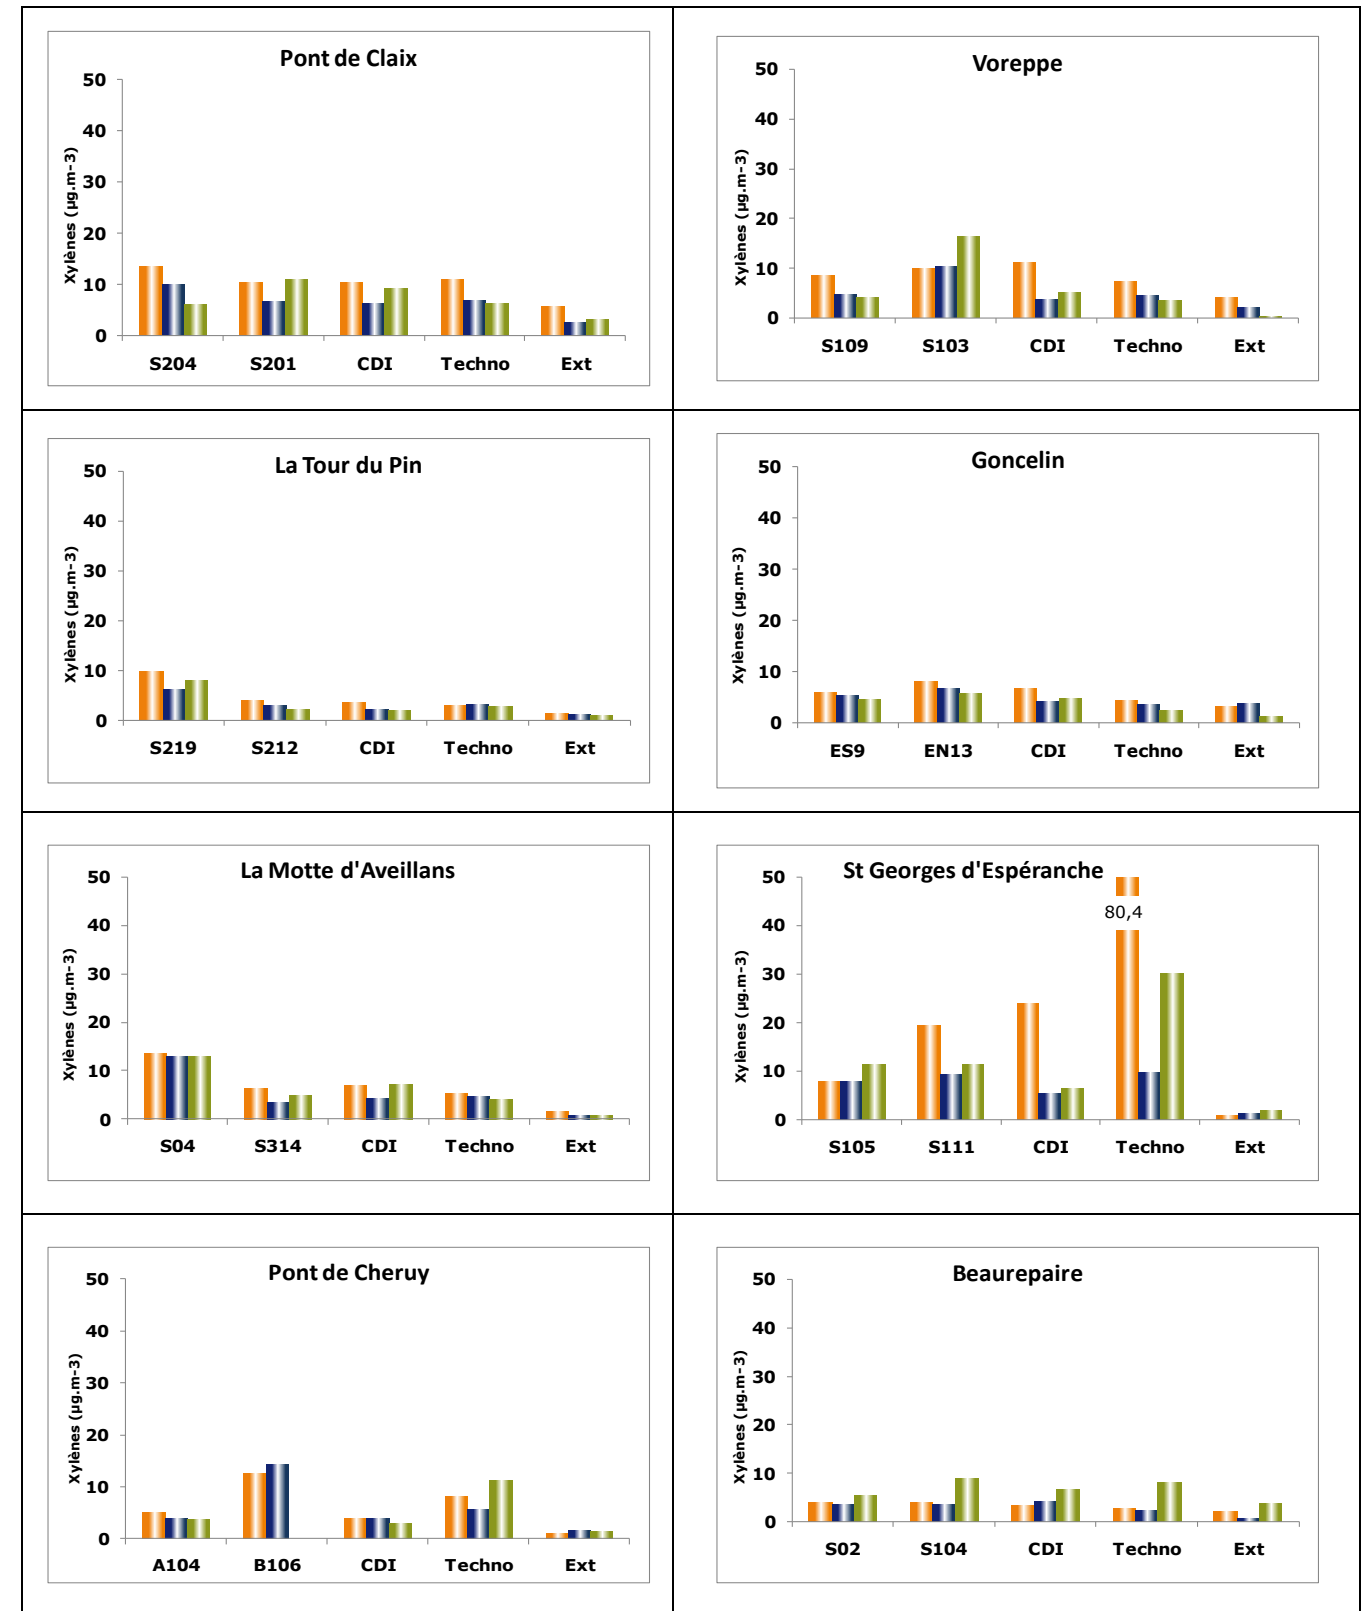 Pont de Claix
50
40
30
20
10
0
Xylènes (µg.m-3)
S204 S201 CDI Techno Ext
Voreppe
50
40
30
20
10
0
Xylènes (µg.m-3)
S109 S103 CDI Techno Ext
La Tour du Pin
50
40
30
20
10
0
Xylènes (µg.m-3)
S219 S212 CDI Techno Ext
Goncelin
50
40
30
20
10
0
Xylènes (µg.m-3)
ES9 EN13 CDI Techno Ext
La Motte d'Aveillans
50
40
30
20
10
0
Xylènes (µg.m-3)
S04 S314 CDI Techno Ext
St Georges d'Espéranche
50
40
30
20
10
0
Xylènes (µg.m-3)
80,4
S105 S111 CDI Techno Ext
Pont de Cheruy
50
40
30
20
10
0
Xylènes (µg.m-3)
A104 B106 CDI Techno Ext
Beaurepaire
50
40
30
20
10
0
Xylènes (µg.m-3)
S02 S104 CDI Techno Ext